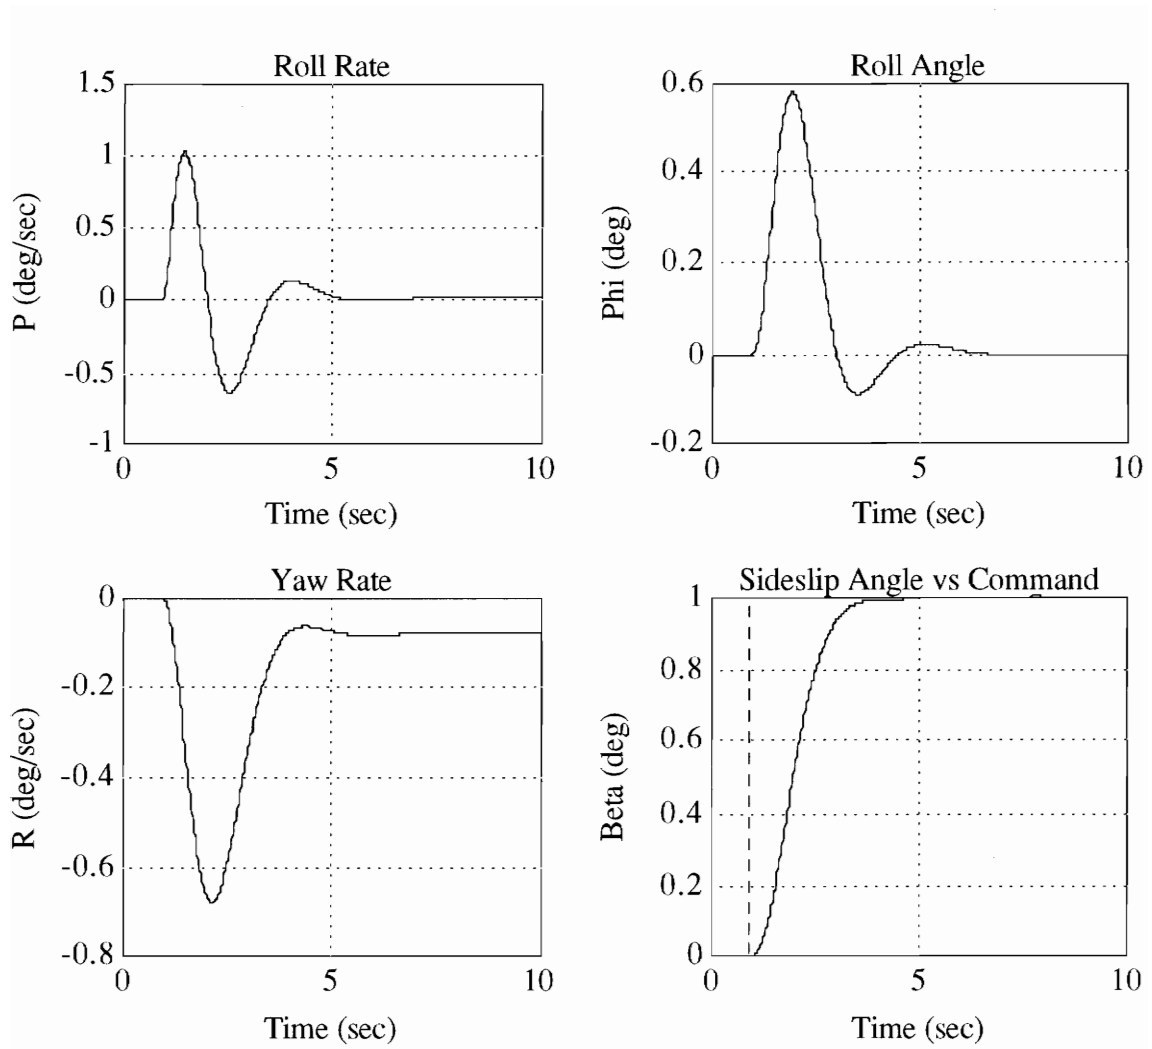 Roll Rate
1.5
1
0.5
0
-0.5
-1
P (deg/sec)
0 5 10
Time (sec)
Roll Angle
0.6
0.4
0.2
0
-0.2
Phi (deg)
0 5 10
Time (sec)
Yaw Rate
0
-0.2
-0.4
-0.6
-0.8
R (deg/sec)
0 5 10
Time (sec)
Sideslip Angle vs Command
1
0.8
0.6
0.4
0.2
0
Beta (deg)
0 5 10
Time (sec)